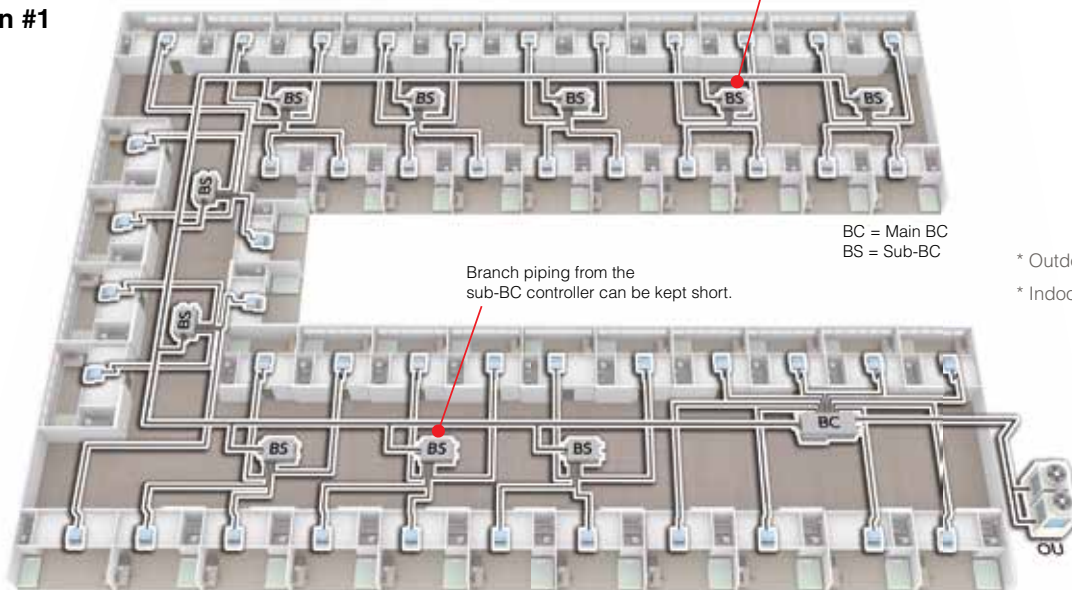 n #1
BS BS BS BS BS
BS
BC = Main BC
BS = Sub-BC
* Outdo
* Indoo
Branch piping from the
sub-BC controller can be kept short.
BS
BC
BS BS BS
OU